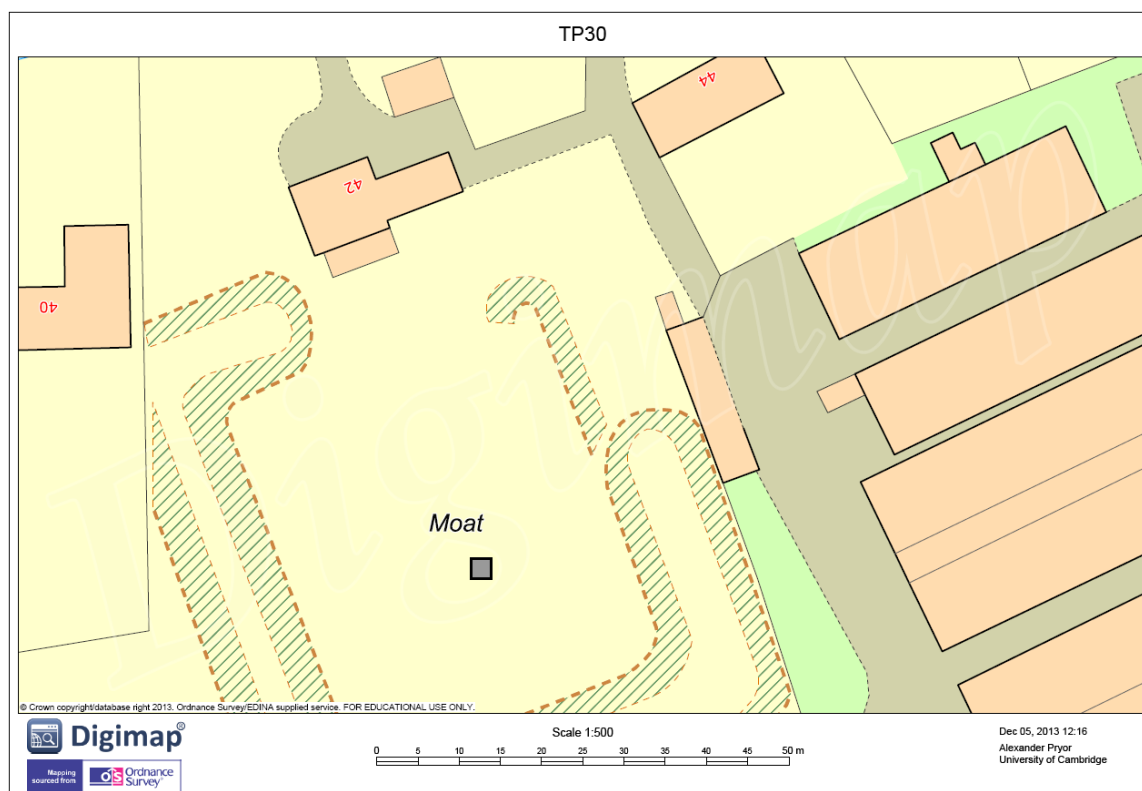 TP30
44
42
40
Moat
Digimap
© Crown copyright/database right 2013. Ordnance Survey/EDINA supplied service. FOR EDUCATIONAL USE ONLY.
Digimap®
Mapping
sourced from
OS Ordnance
Survey®
Scale 1:500
0 5 10 15 20 25 30 35 40 45 50 m
Dec 05, 2013 12:16
Alexander Pryor
University of Cambridge